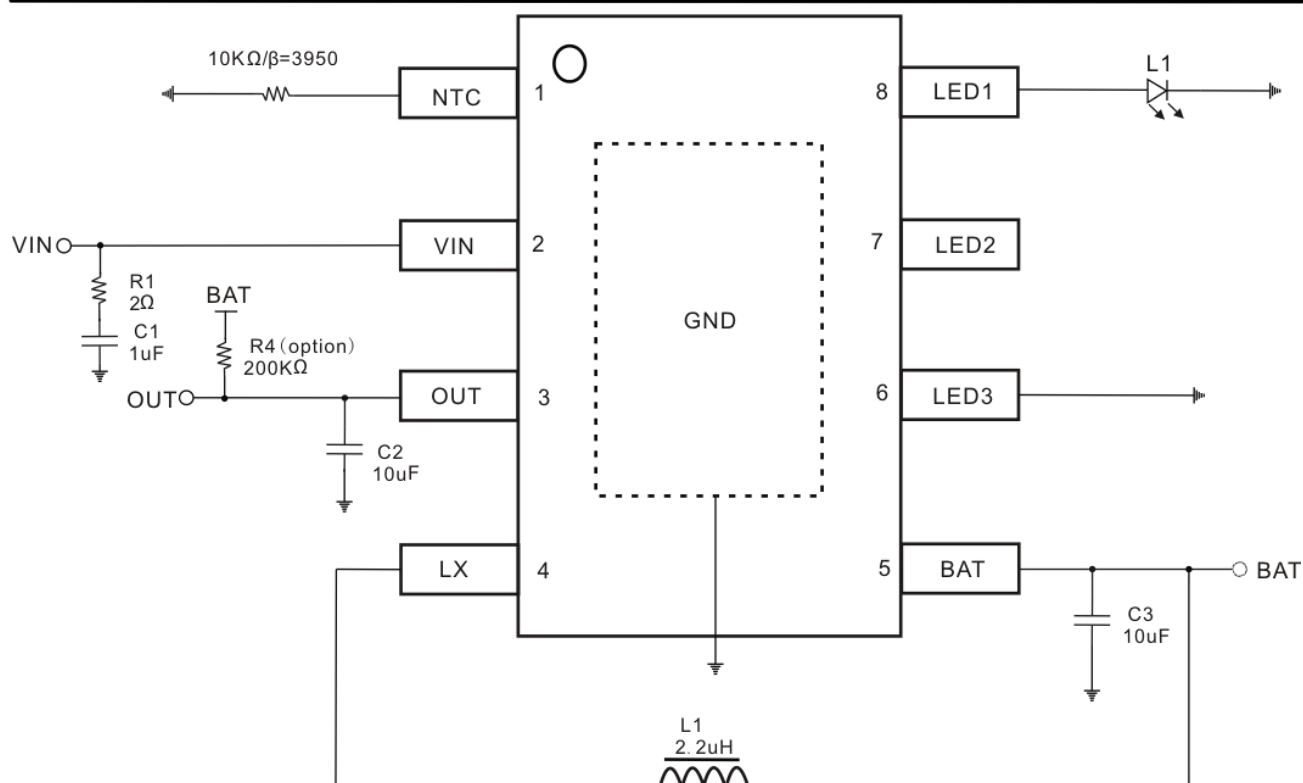 10KΩ/β=3950
NTC
1
8
LED1
L1
VIN
VIN
2
7
LED2
R1
2Ω
C1
1uF
BAT
R4(option)
200KΩ
GND
OUT
OUT
3
6
LED3
C2
10uF
LX
4
5
BAT
BAT
C3
10uF
L1
2.2uH